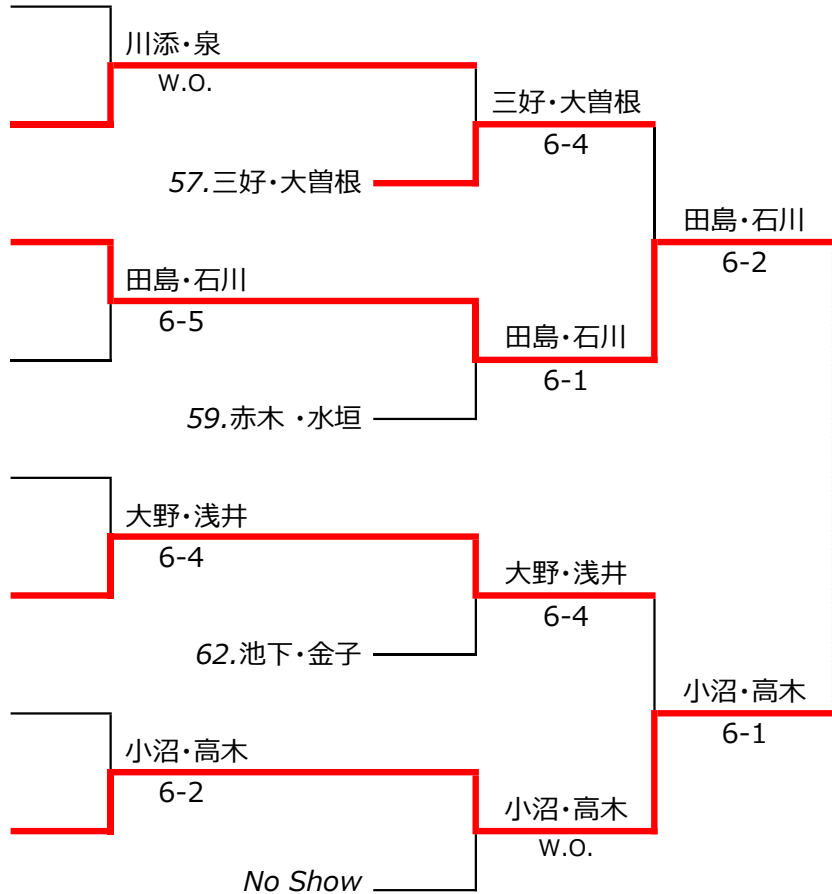 川添・泉
W.O.
三好・大曽根
6-4
57.三好・大曽根
田島・石川
6-2
田島・石川
6-5
田島・石川
6-1
59.赤木 ・水垣
大野・浅井
6-4
大野・浅井
6-4
62.池下・金子
小沼・高木
6-1
小沼・高木
6-2
小沼・高木
W.O.
No Show